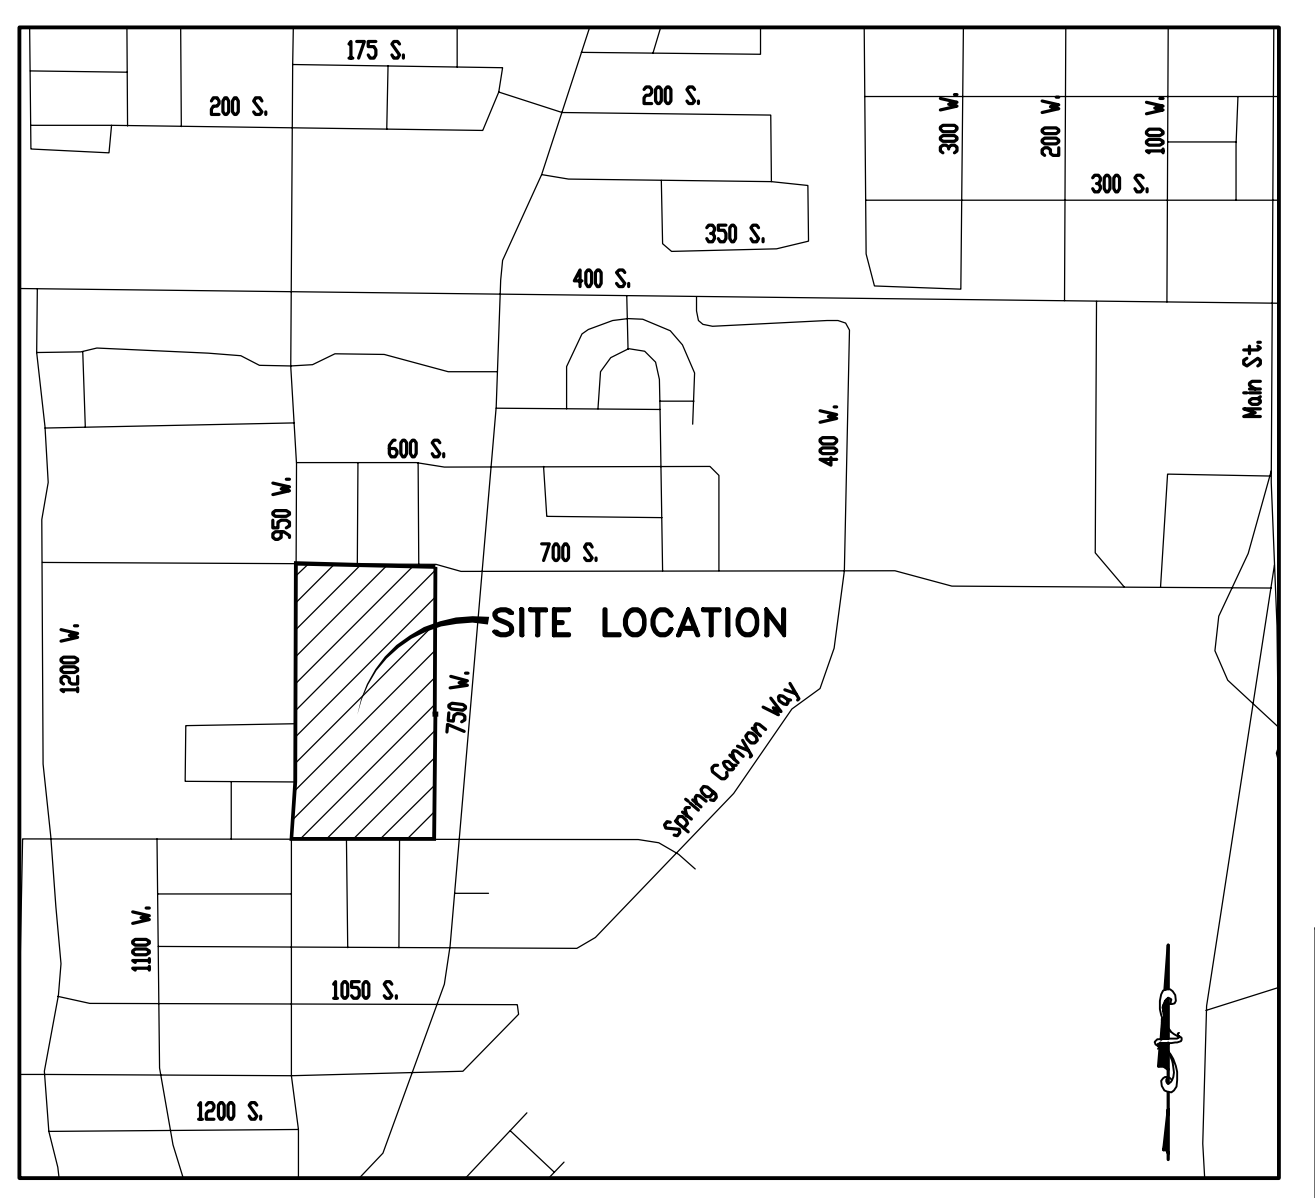 175 S.
200 S.
200 S.
300 W.
200 W.
100 W.
300 S.
350 S.
400 S.
Main St.
400 W.
600 S.
950 W.
700 S.
SITE LOCATION
1200 W.
750 W.
Spring Canyon Way
1100 W.
1050 S.
1200 S.